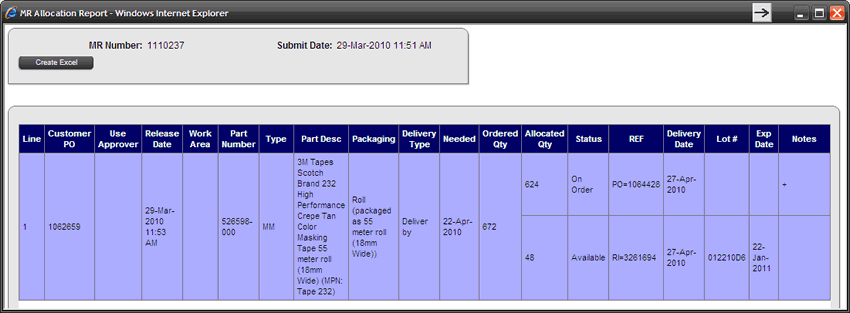 MR Allocation Report - Windows Internet Explorer
MR Number: 1110237 Submit Date: 29-Mar-2010 11:51 AM
Create Excel
Line
Customer
PO
Use
Approver
Release
Date
Work
Area
Part
Number
Type
Part Desc
Packaging
Delivery
Type
Needed
Ordered
Qty
Allocated
Qty
Status
REF
Delivery
Date
Lot #
Exp
Date
Notes
1
1062659
29-Mar-
2010
11:53
AM
526598-
000
MM
3M Tapes
Scotch
Brand 232
High
Performance
Crepe Tan
Color
Masking
Tape 55
meter roll
(18mm
Wide) (MPN:
Tape 232)
Roll
(packaged
as 55
meter roll
(18mm
Wide))
Deliver
by
22-Apr-
2010
672
624
On
Order
PO=1064428
27-Apr-
2010
+
48
Available
RI=3261694
27-Apr-
2010
012210D6
22-
Jan-
2011